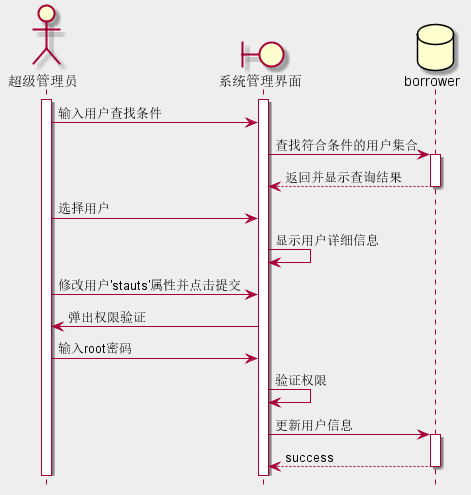 超级管理员
系统管理界面
borrower
输入用户查找条件
查找符合条件的用户集合
返回并显示查询结果
选择用户
显示用户详细信息
修改用户'stauts'属性并点击提交
弹出权限验证
输入root密码
验证权限
更新用户信息
success